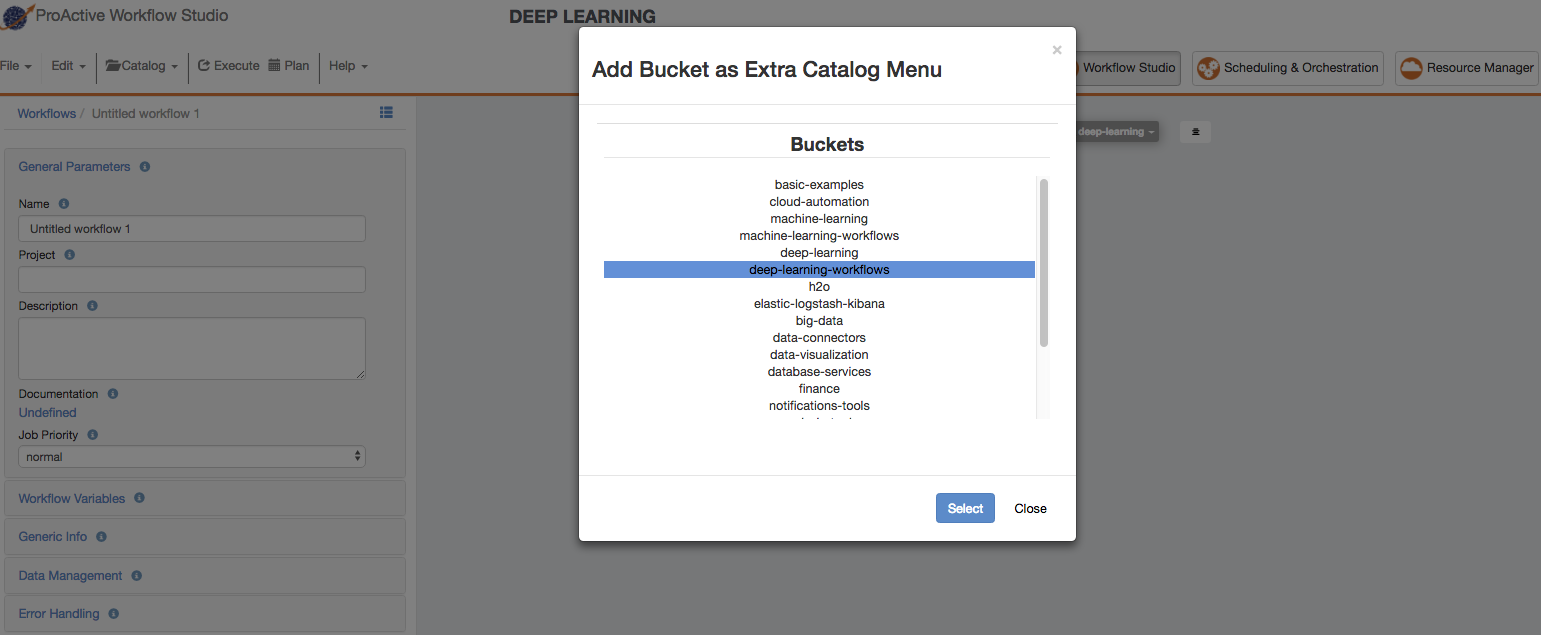 ProActive Workflow Studio
DEEP LEARNING
File
Edit
Catalog
Execute
Plan
Help
Workflow Studio
Scheduling & Orchestration
Resource Manager
Workflows / Untitled workflow 1
deep-learning
General Parameters
Name
Untitled workflow 1
Project
Description
Documentation
Undefined
Job Priority
normal
Workflow Variables
Generic Info
Data Management
Error Handling
×
Add Bucket as Extra Catalog Menu
Buckets
basic-examples
cloud-automation
machine-learning
machine-learning-workflows
deep-learning
deep-learning-workflows
h2o
elastic-logstash-kibana
big-data
data-connectors
data-visualization
database-services
finance
notifications-tools
Select
Close